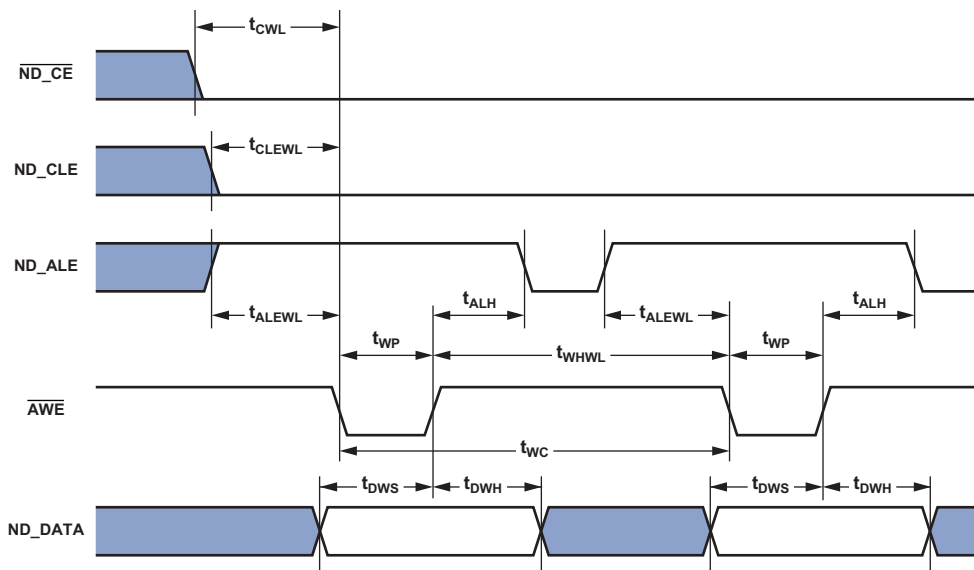 tCWL
ND_CE
tCLEWL
ND_CLE
ND_ALE
tALH
tALH
tALEWL
tALEWL
tWP
tWHWL
tWP
AWE
tWC
tDWS
tDWH
tDWS
tDWH
ND_DATA